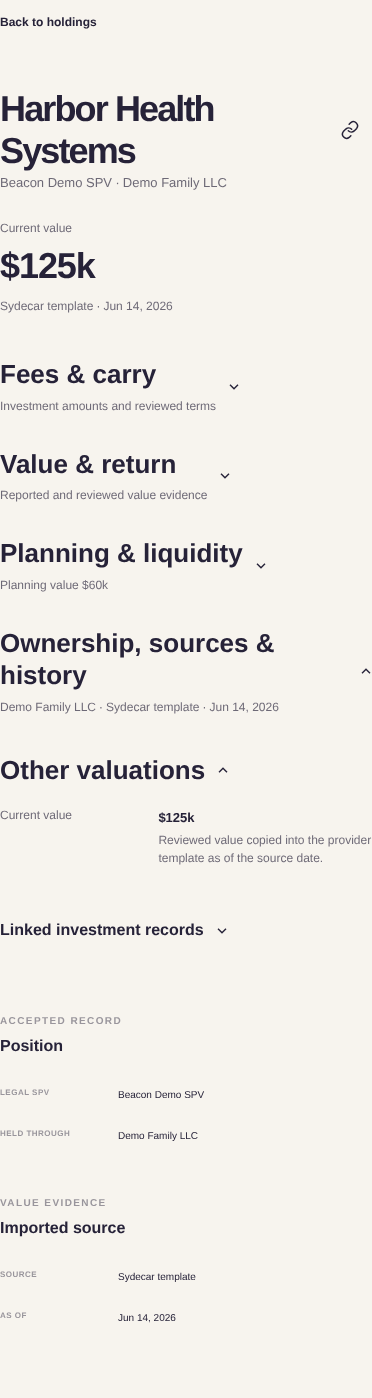 Back to holdings
Harbor Health
Systems
Beacon Demo SPV · Demo Family LLC
Current value
$125k
Sydecar template · Jun 14, 2026
Fees & carry
Investment amounts and reviewed terms
Value & return
Reported and reviewed value evidence
Planning & liquidity
Planning value $60k
Ownership, sources &
history
Demo Family LLC · Sydecar template · Jun 14, 2026
Other valuations
Current value
$125k
Reviewed value copied into the provider
template as of the source date.
Linked investment records
ACCEPTED RECORD
Position
LEGAL SPV
Beacon Demo SPV
HELD THROUGH
Demo Family LLC
VALUE EVIDENCE
Imported source
SOURCE
Sydecar template
AS OF
Jun 14, 2026